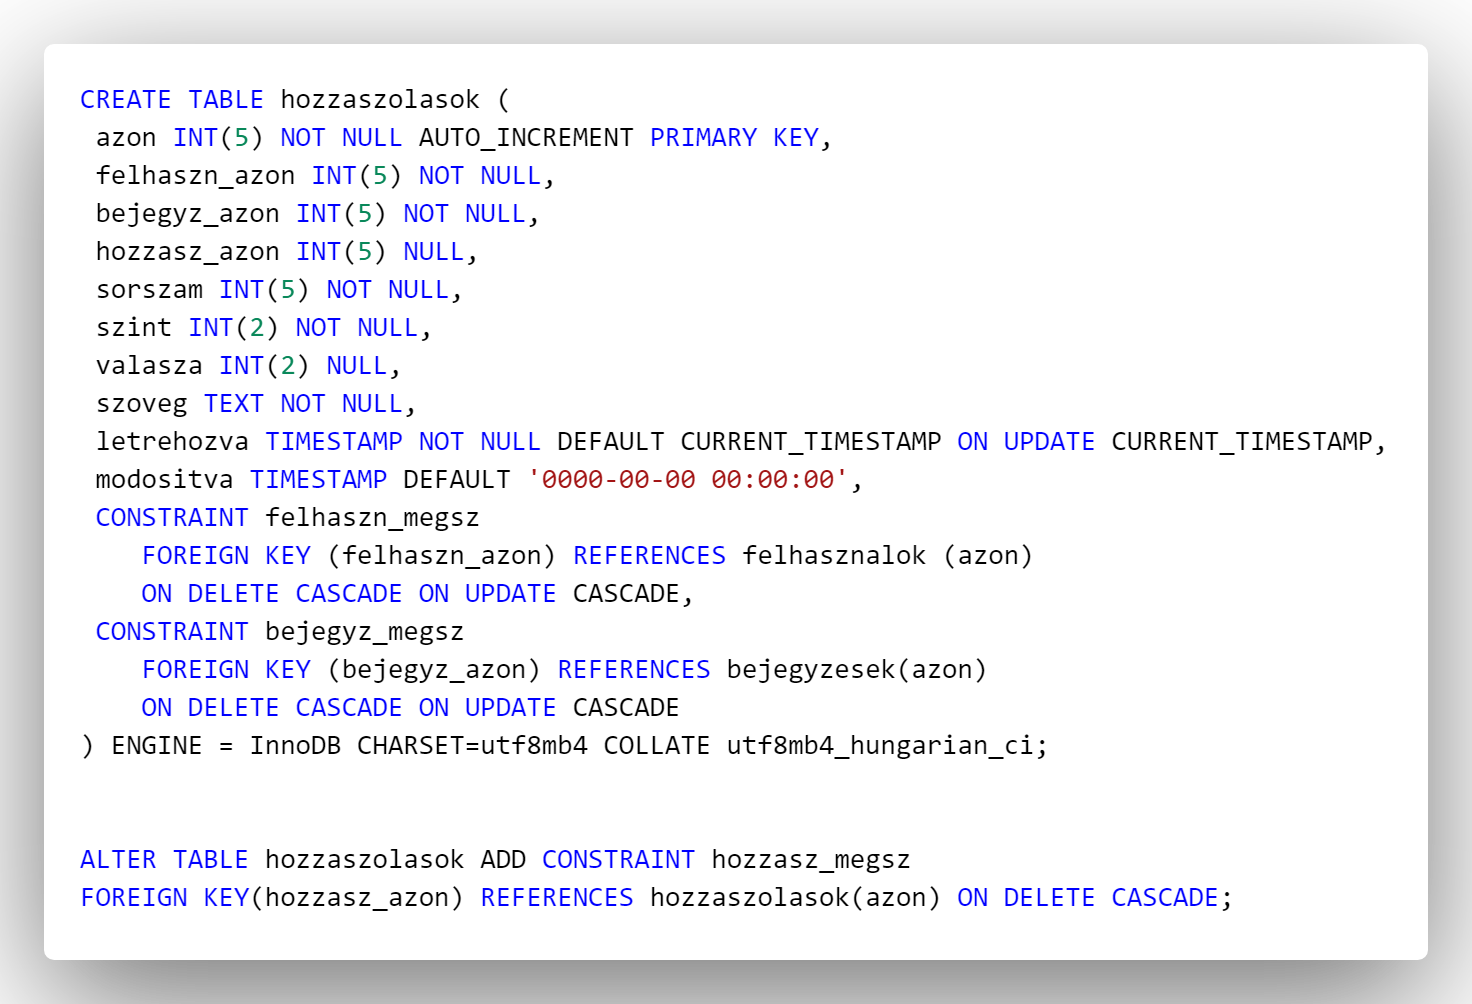 CREATE TABLE hozzaszolasok (
azon INT(5) NOT NULL AUTO_INCREMENT PRIMARY KEY,
felhaszn_azon INT(5) NOT NULL,
bejegyz_azon INT(5) NOT NULL,
hozzasz_azon INT(5) NULL,
sorszam INT(5) NOT NULL,
szint INT(2) NOT NULL,
valasza INT(2) NULL,
szoveg TEXT NOT NULL,
letrehozva TIMESTAMP NOT NULL DEFAULT CURRENT_TIMESTAMP ON UPDATE CURRENT_TIMESTAMP,
modositva TIMESTAMP DEFAULT '0000-00-00 00:00:00',
CONSTRAINT felhaszn_megsz
FOREIGN KEY (felhaszn_azon) REFERENCES felhasznalok (azon)
ON DELETE CASCADE ON UPDATE CASCADE,
CONSTRAINT bejegyz_megsz
FOREIGN KEY (bejegyz_azon) REFERENCES bejegyzesek(azon)
ON DELETE CASCADE ON UPDATE CASCADE
) ENGINE = InnoDB CHARSET=utf8mb4 COLLATE utf8mb4_hungarian_ci;
ALTER TABLE hozzaszolasok ADD CONSTRAINT hozzasz_megsz
FOREIGN KEY(hozzasz_azon) REFERENCES hozzaszolasok(azon) ON DELETE CASCADE;